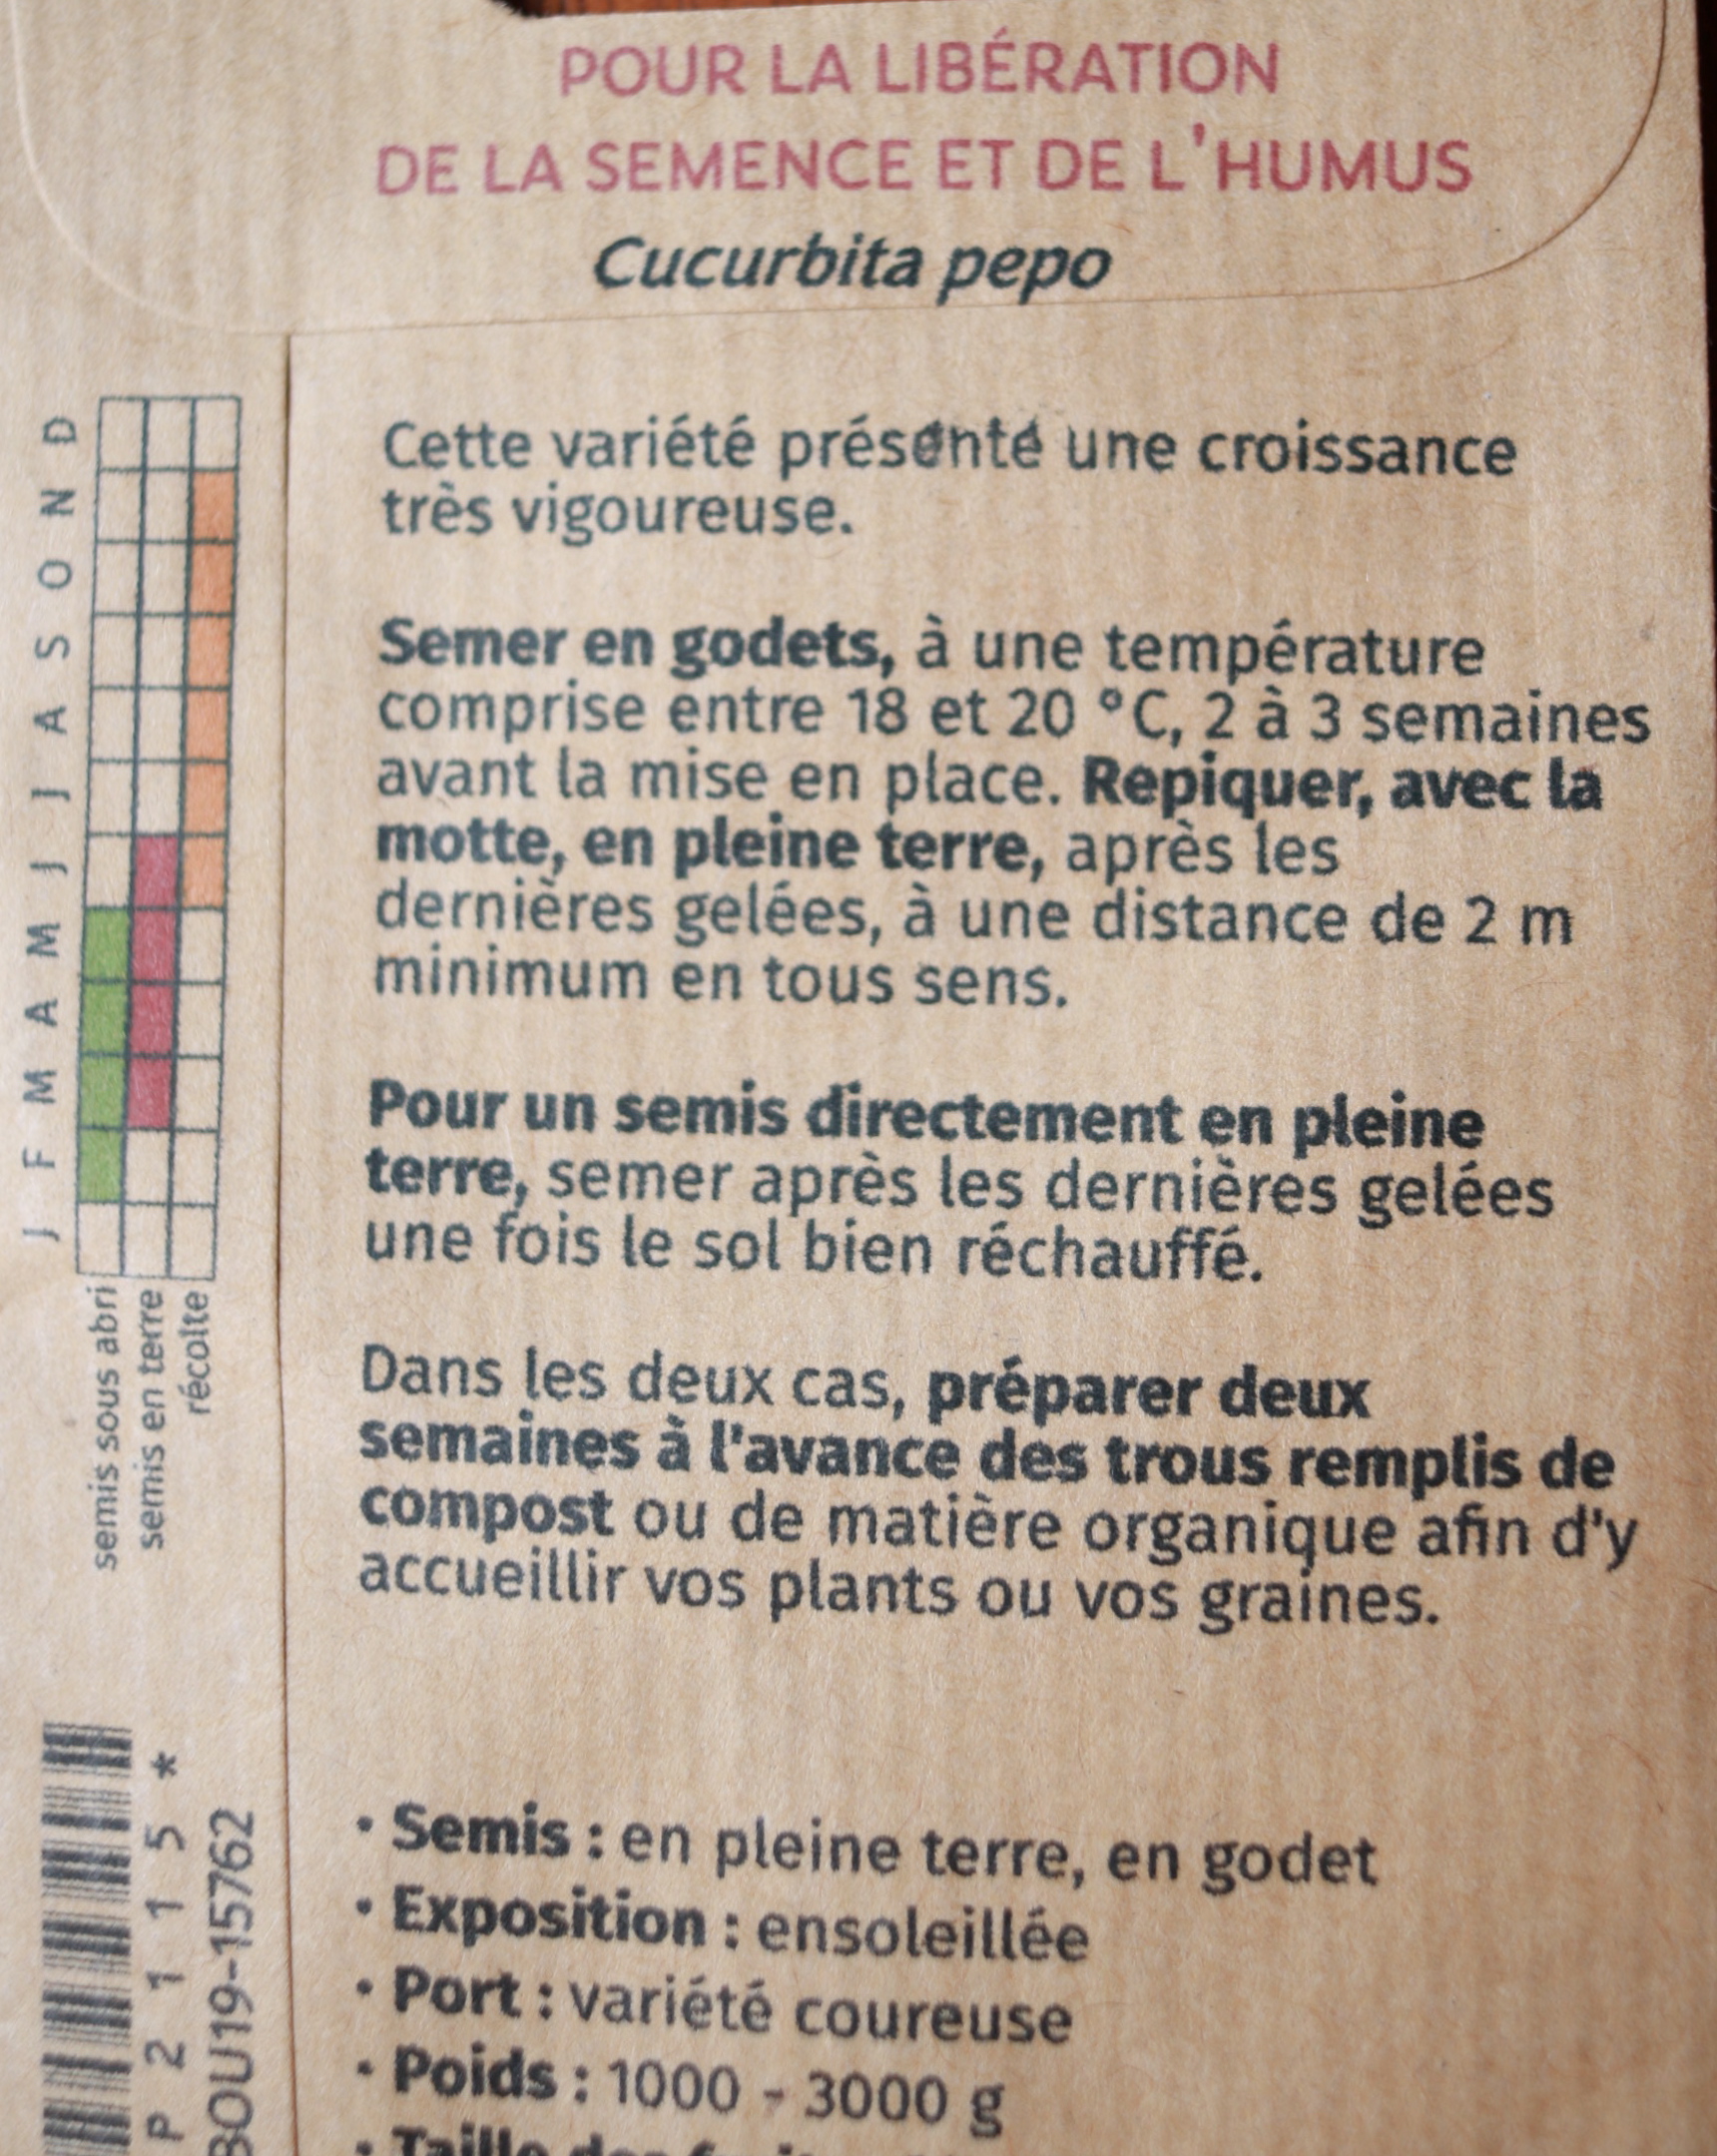 POUR LA LIBÉRATION
DE LA SEMENCE ET DE L'HUMUS
Cucurbita pepo
Cette variété présente une croissance
très vigoureuse.
Semer en godets, à une température
comprise entre 18 et 20 °C, 2 à 3 semaines
avant la mise en place. Repiquer, avec la
motte, en pleine terre, après les
dernières gelées, à une distance de 2 m
minimum en tous sens.
Pour un semis directement en pleine
terre, semer après les dernières gelées
une fois le sol bien réchauffé.
Dans les deux cas, préparer deux
semaines à l'avance des trous remplis de
compost ou de matière organique afin d'y
accueillir vos plants ou vos graines.
• Semis : en pleine terre, en godet
• Exposition : ensoleillée
• Port : variété coureuse
• Poids : 1000 - 3000 g
J F M A M J J A S O N D
semis sous abri
semis en terre
récolte
P 2 1 1 5 *
BOU19-15762